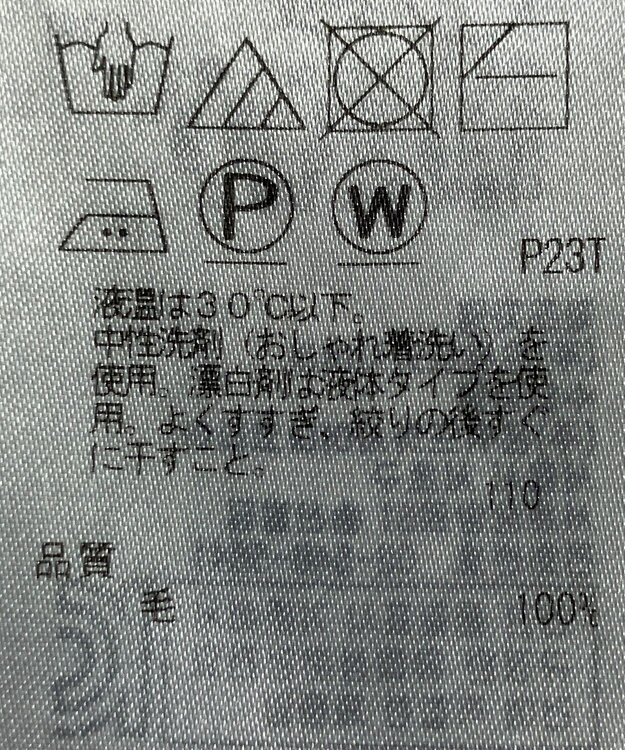 P W
P23T
液温は30℃以下。
中性洗剤（おしゃれ着洗い）を
使用。漂白剤は液体タイプを使
用。よくすすぎ、絞りの後すぐ
に干すこと。
110
品質
毛 100%